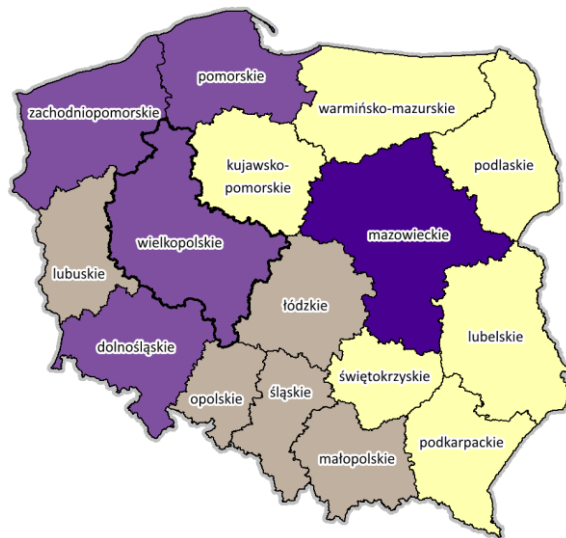 pomorskie
zachodniopomorskie
warmińsko-mazurskie
kujawsko-
pomorskie
podlaskie
mazowieckie
wielkopolskie
lubuskie
łódzkie
lubelskie
dolnośląskie
świętokrzyskie
opolskie
śląskie
podkarpackie
małopolskie